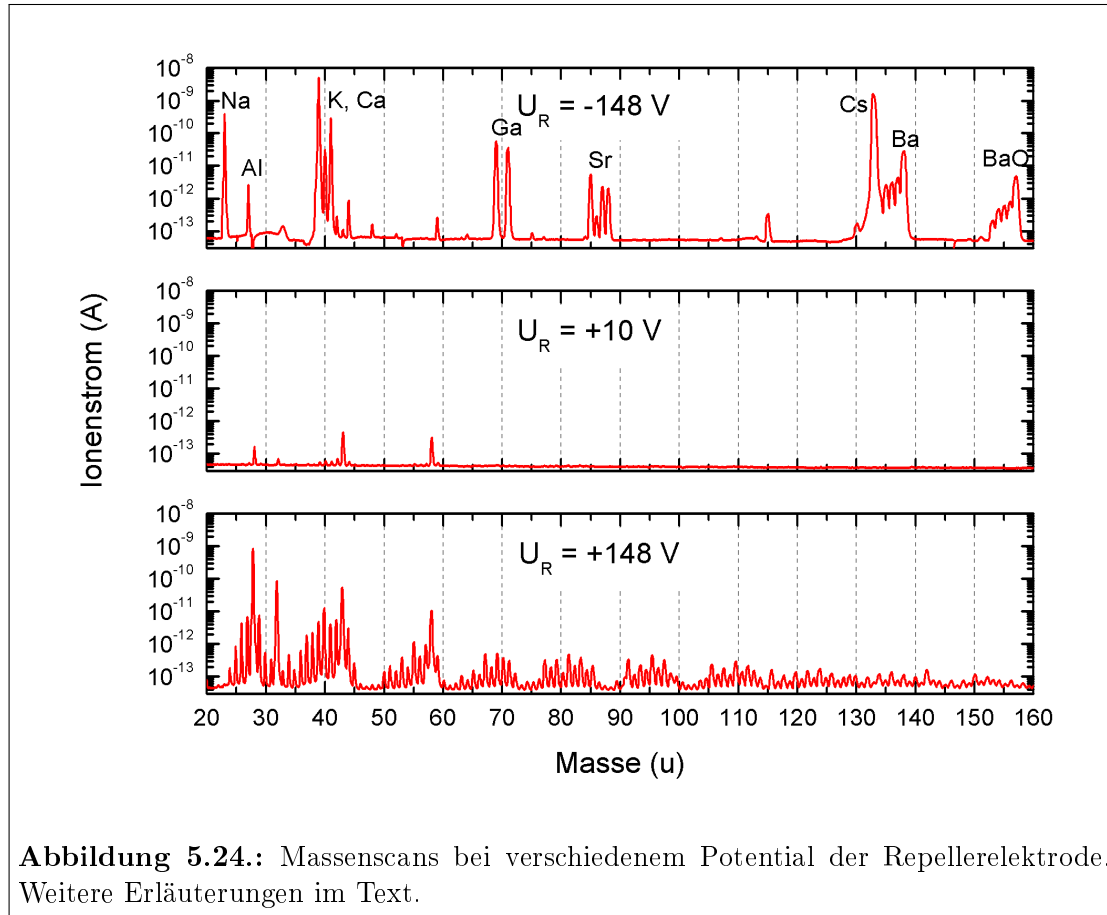 10⁻⁸
10⁻⁹
10⁻¹⁰
10⁻¹¹
10⁻¹²
10⁻¹³
Na
Al
K, Ca
U_R = -148 V
Ga
Sr
Cs
Ba
BaO
Ionenstrom (A)
10⁻⁸
10⁻⁹
10⁻¹⁰
10⁻¹¹
10⁻¹²
10⁻¹³
U_R = +10 V
10⁻⁸
10⁻⁹
10⁻¹⁰
10⁻¹¹
10⁻¹²
10⁻¹³
U_R = +148 V
20 30 40 50 60 70 80 90 100 110 120 130 140 150 160
Masse (u)
Abbildung 5.24.: Massenscans bei verschiedenem Potential der Repellerelektrode.
Weitere Erläuterungen im Text.